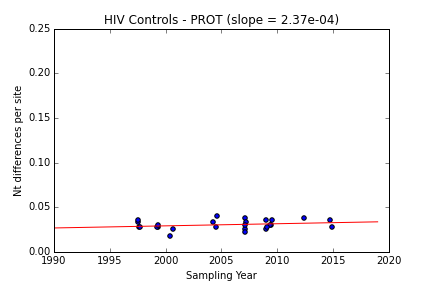 HIV Controls - PROT (slope = 2.37e-04)
0.25
0.20
0.15
0.10
0.05
0.00
Nt differences per site
1990 1995 2000 2005 2010 2015 2020
Sampling Year